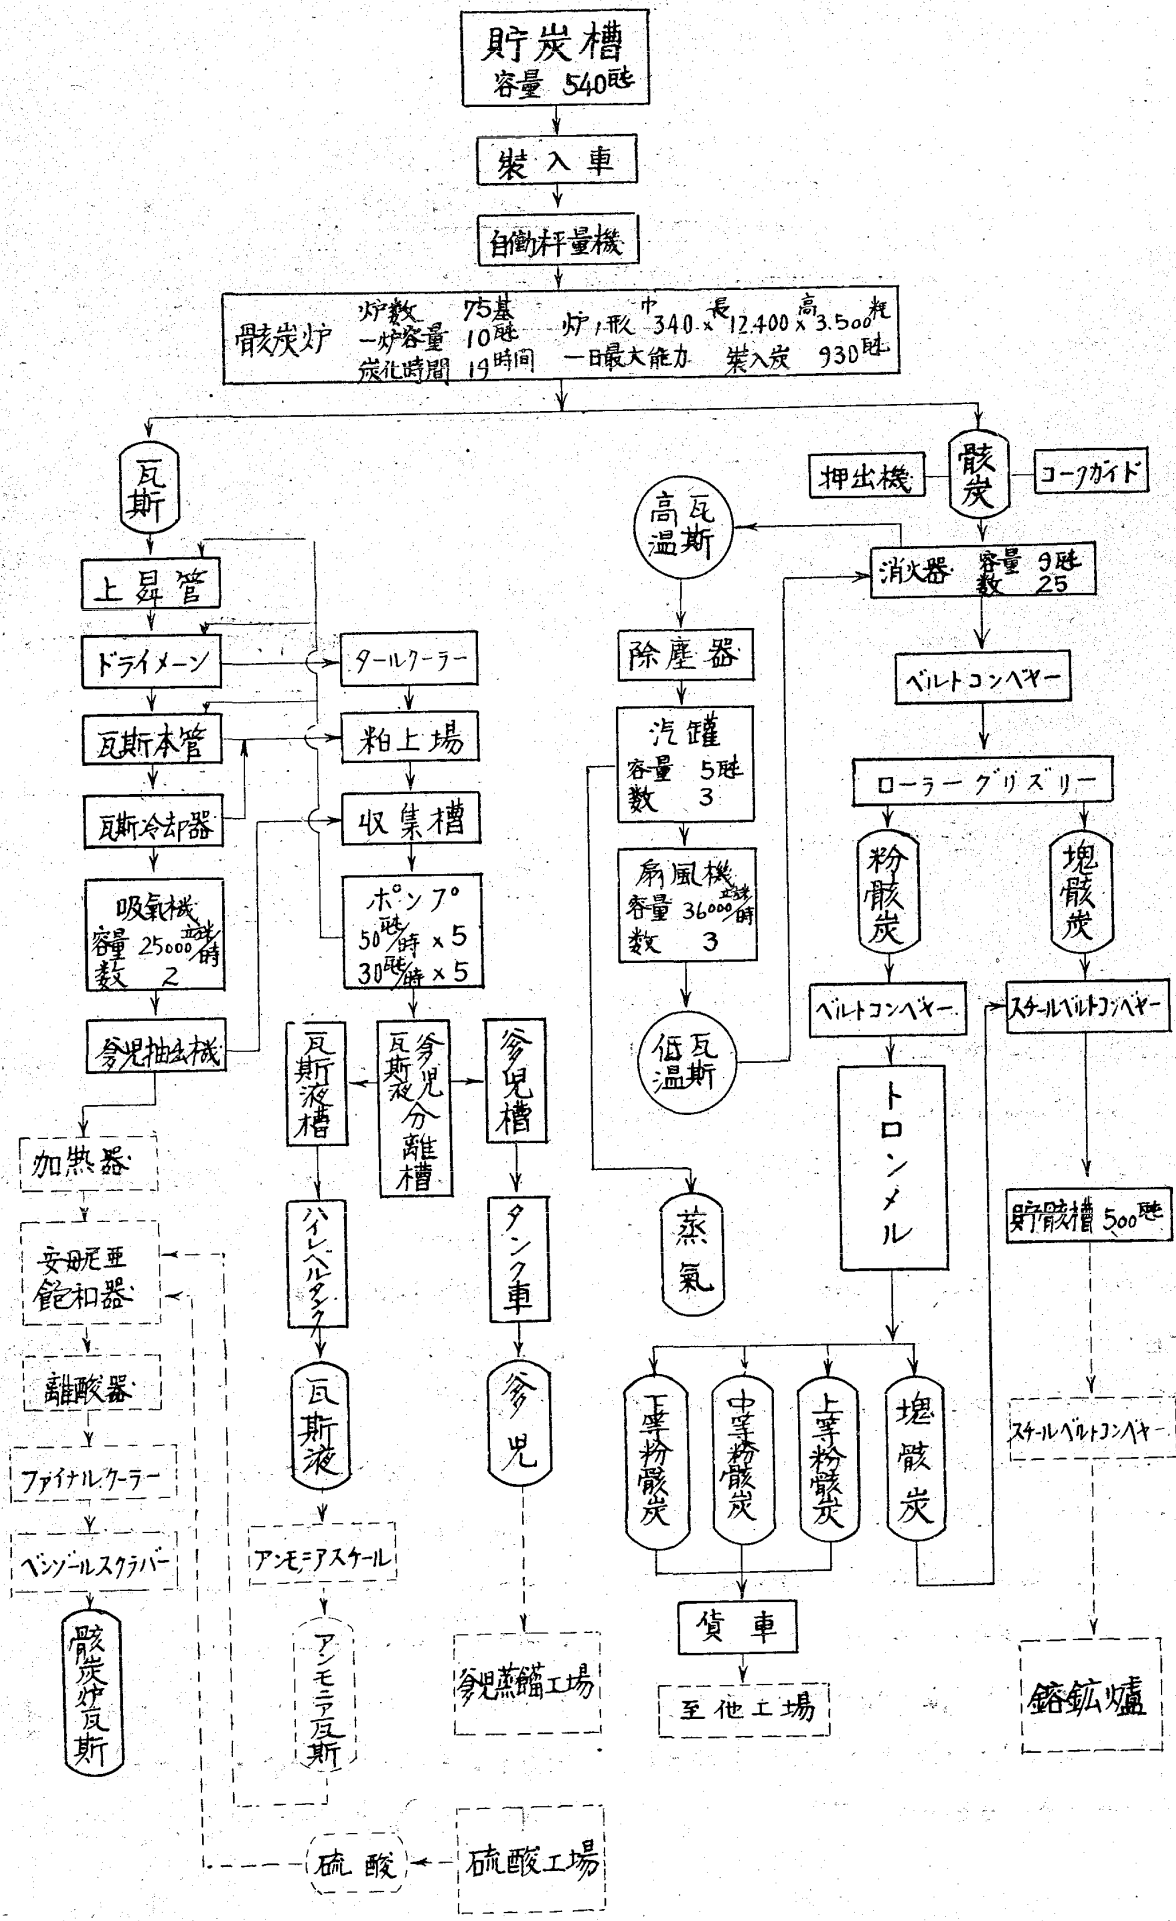 貯炭槽
容量 540瓲
装入車
自働秤量機
骸炭炉
炉数 75基
一炉容量 10瓲
炭化時間 19時間
炉ノ形 巾340×長12.400×高3.500粍
一日最大能力 装入炭 930瓲
瓦斯
上昇管
ドライメーン
瓦斯本管
瓦斯冷却器
吸氣機
容量 25000立米/時
数 2
爹児抽出機
加熱器
安母尼亜
飽和器
離酸器
ファイナルクーラー
ベンゾールスクラバー
骸炭炉瓦斯
タールクーラー
粕上場
収集槽
ポンプ
50瓲/時×5
30瓲/時×5
瓦斯液槽
爹児
瓦斯液
分離槽
爹児槽
ハイレベルタンク
瓦斯液
アンモニアスケール
アンモニア瓦斯
タンク車
爹児
爹児蒸餾工場
硫酸
硫酸工場
高温
瓦斯
除塵器
汽罐
容量 5瓲
数 3
扇風機
容量 36000立米/時
数 3
低温
瓦斯
蒸氣
押出機
骸炭
コークガイド
消火器 容量 9瓲
数 25
ベルトコンベヤー
ローラーグリズリー
粉骸炭
塊骸炭
ベルトコンベヤー
スチールベルトコンベヤー
トロンメル
貯骸槽 500瓲
下等粉骸炭
中等粉骸炭
上等粉骸炭
塊骸炭
スチールベルトコンベヤー
貨車
至他工場
鎔鉱爐